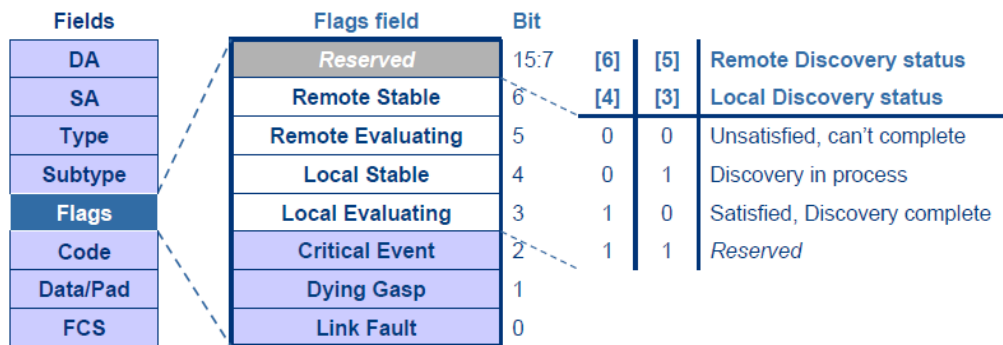 Fields Flags field Bit
DA Reserved 15:7 [6] [5] Remote Discovery status
SA Remote Stable 6 [4] [3] Local Discovery status
Type Remote Evaluating 5 0 0 Unsatisfied, can't complete
Subtype Local Stable 4 0 1 Discovery in process
Flags Local Evaluating 3 1 0 Satisfied, Discovery complete
Code Critical Event 2 1 1 Reserved
Data/Pad Dying Gasp 1
FCS Link Fault 0